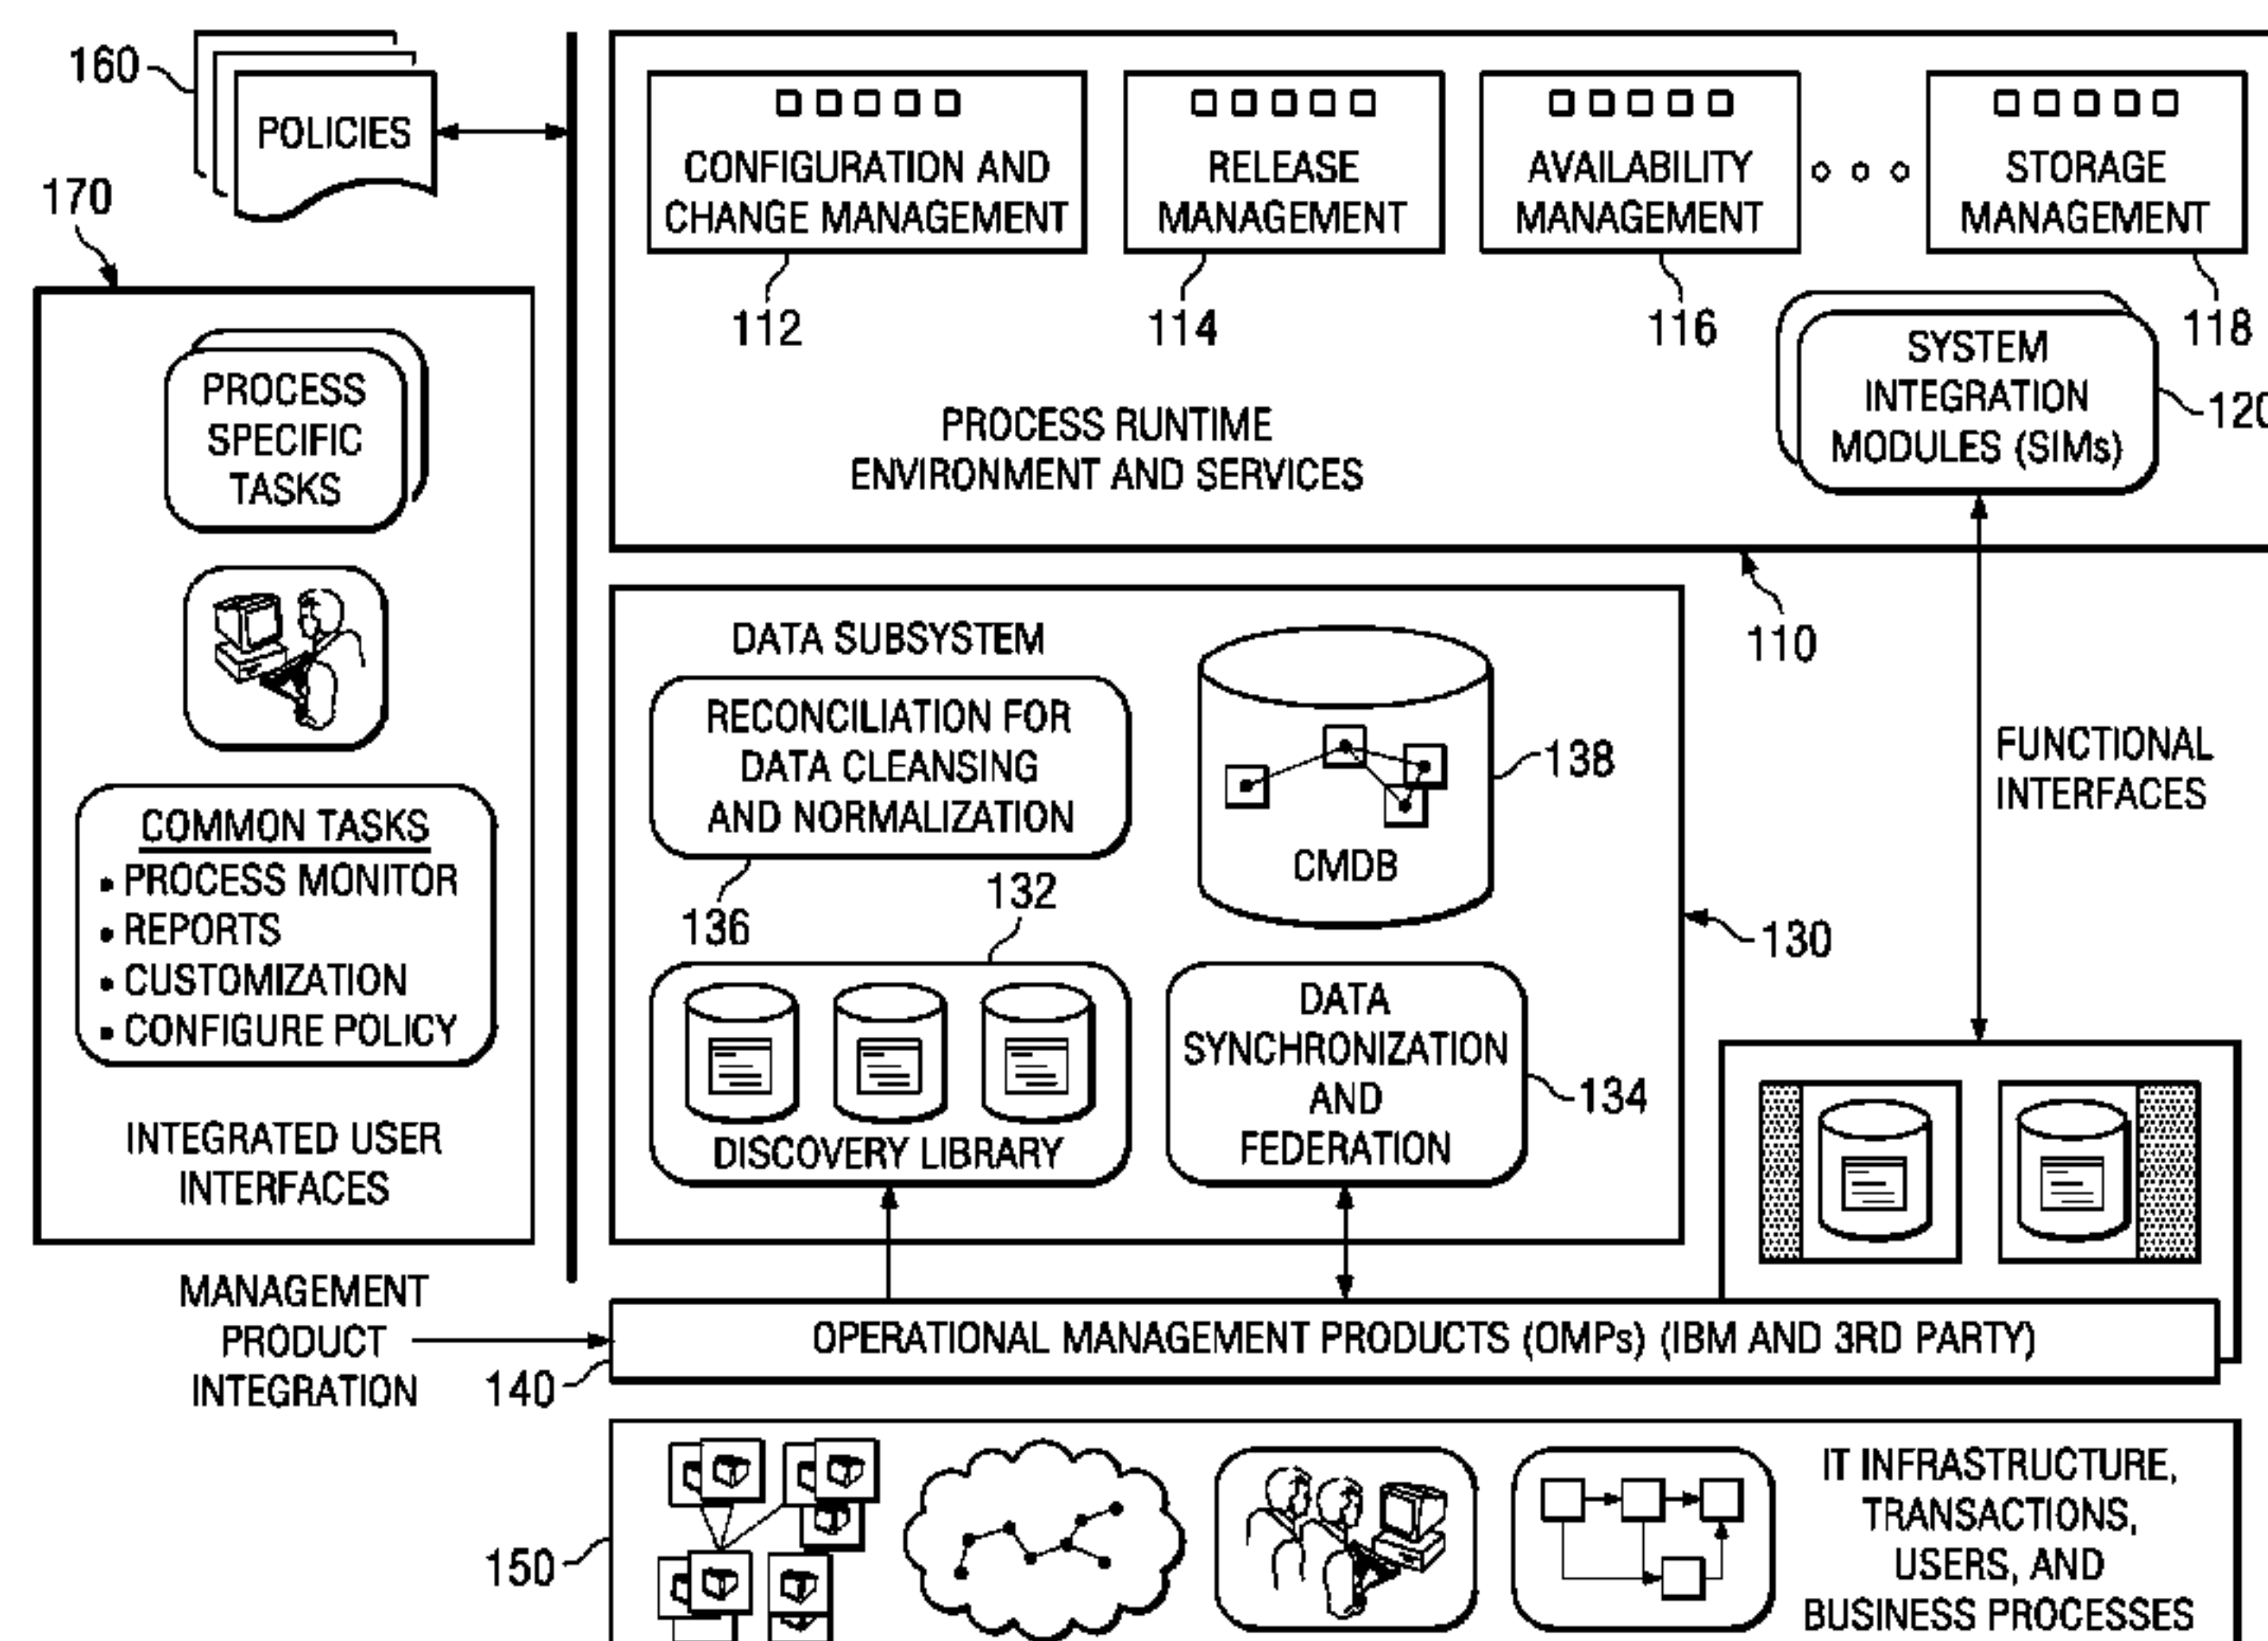 160
POLICIES
170
CONFIGURATION AND
CHANGE MANAGEMENT
112
RELEASE
MANAGEMENT
114
AVAILABILITY
MANAGEMENT
116
STORAGE
MANAGEMENT
118
SYSTEM
INTEGRATION
MODULES (SIMs)
120
PROCESS RUNTIME
ENVIRONMENT AND SERVICES
110
PROCESS
SPECIFIC
TASKS
COMMON TASKS
• PROCESS MONITOR
• REPORTS
• CUSTOMIZATION
• CONFIGURE POLICY
INTEGRATED USER
INTERFACES
DATA SUBSYSTEM
RECONCILIATION FOR
DATA CLEANSING
AND NORMALIZATION
136
CMDB
138
132
DISCOVERY LIBRARY
DATA
SYNCHRONIZATION
AND
FEDERATION
134
130
FUNCTIONAL
INTERFACES
MANAGEMENT
PRODUCT
INTEGRATION
140
OPERATIONAL MANAGEMENT PRODUCTS (OMPs) (IBM AND 3RD PARTY)
150
IT INFRASTRUCTURE,
TRANSACTIONS,
USERS, AND
BUSINESS PROCESSES